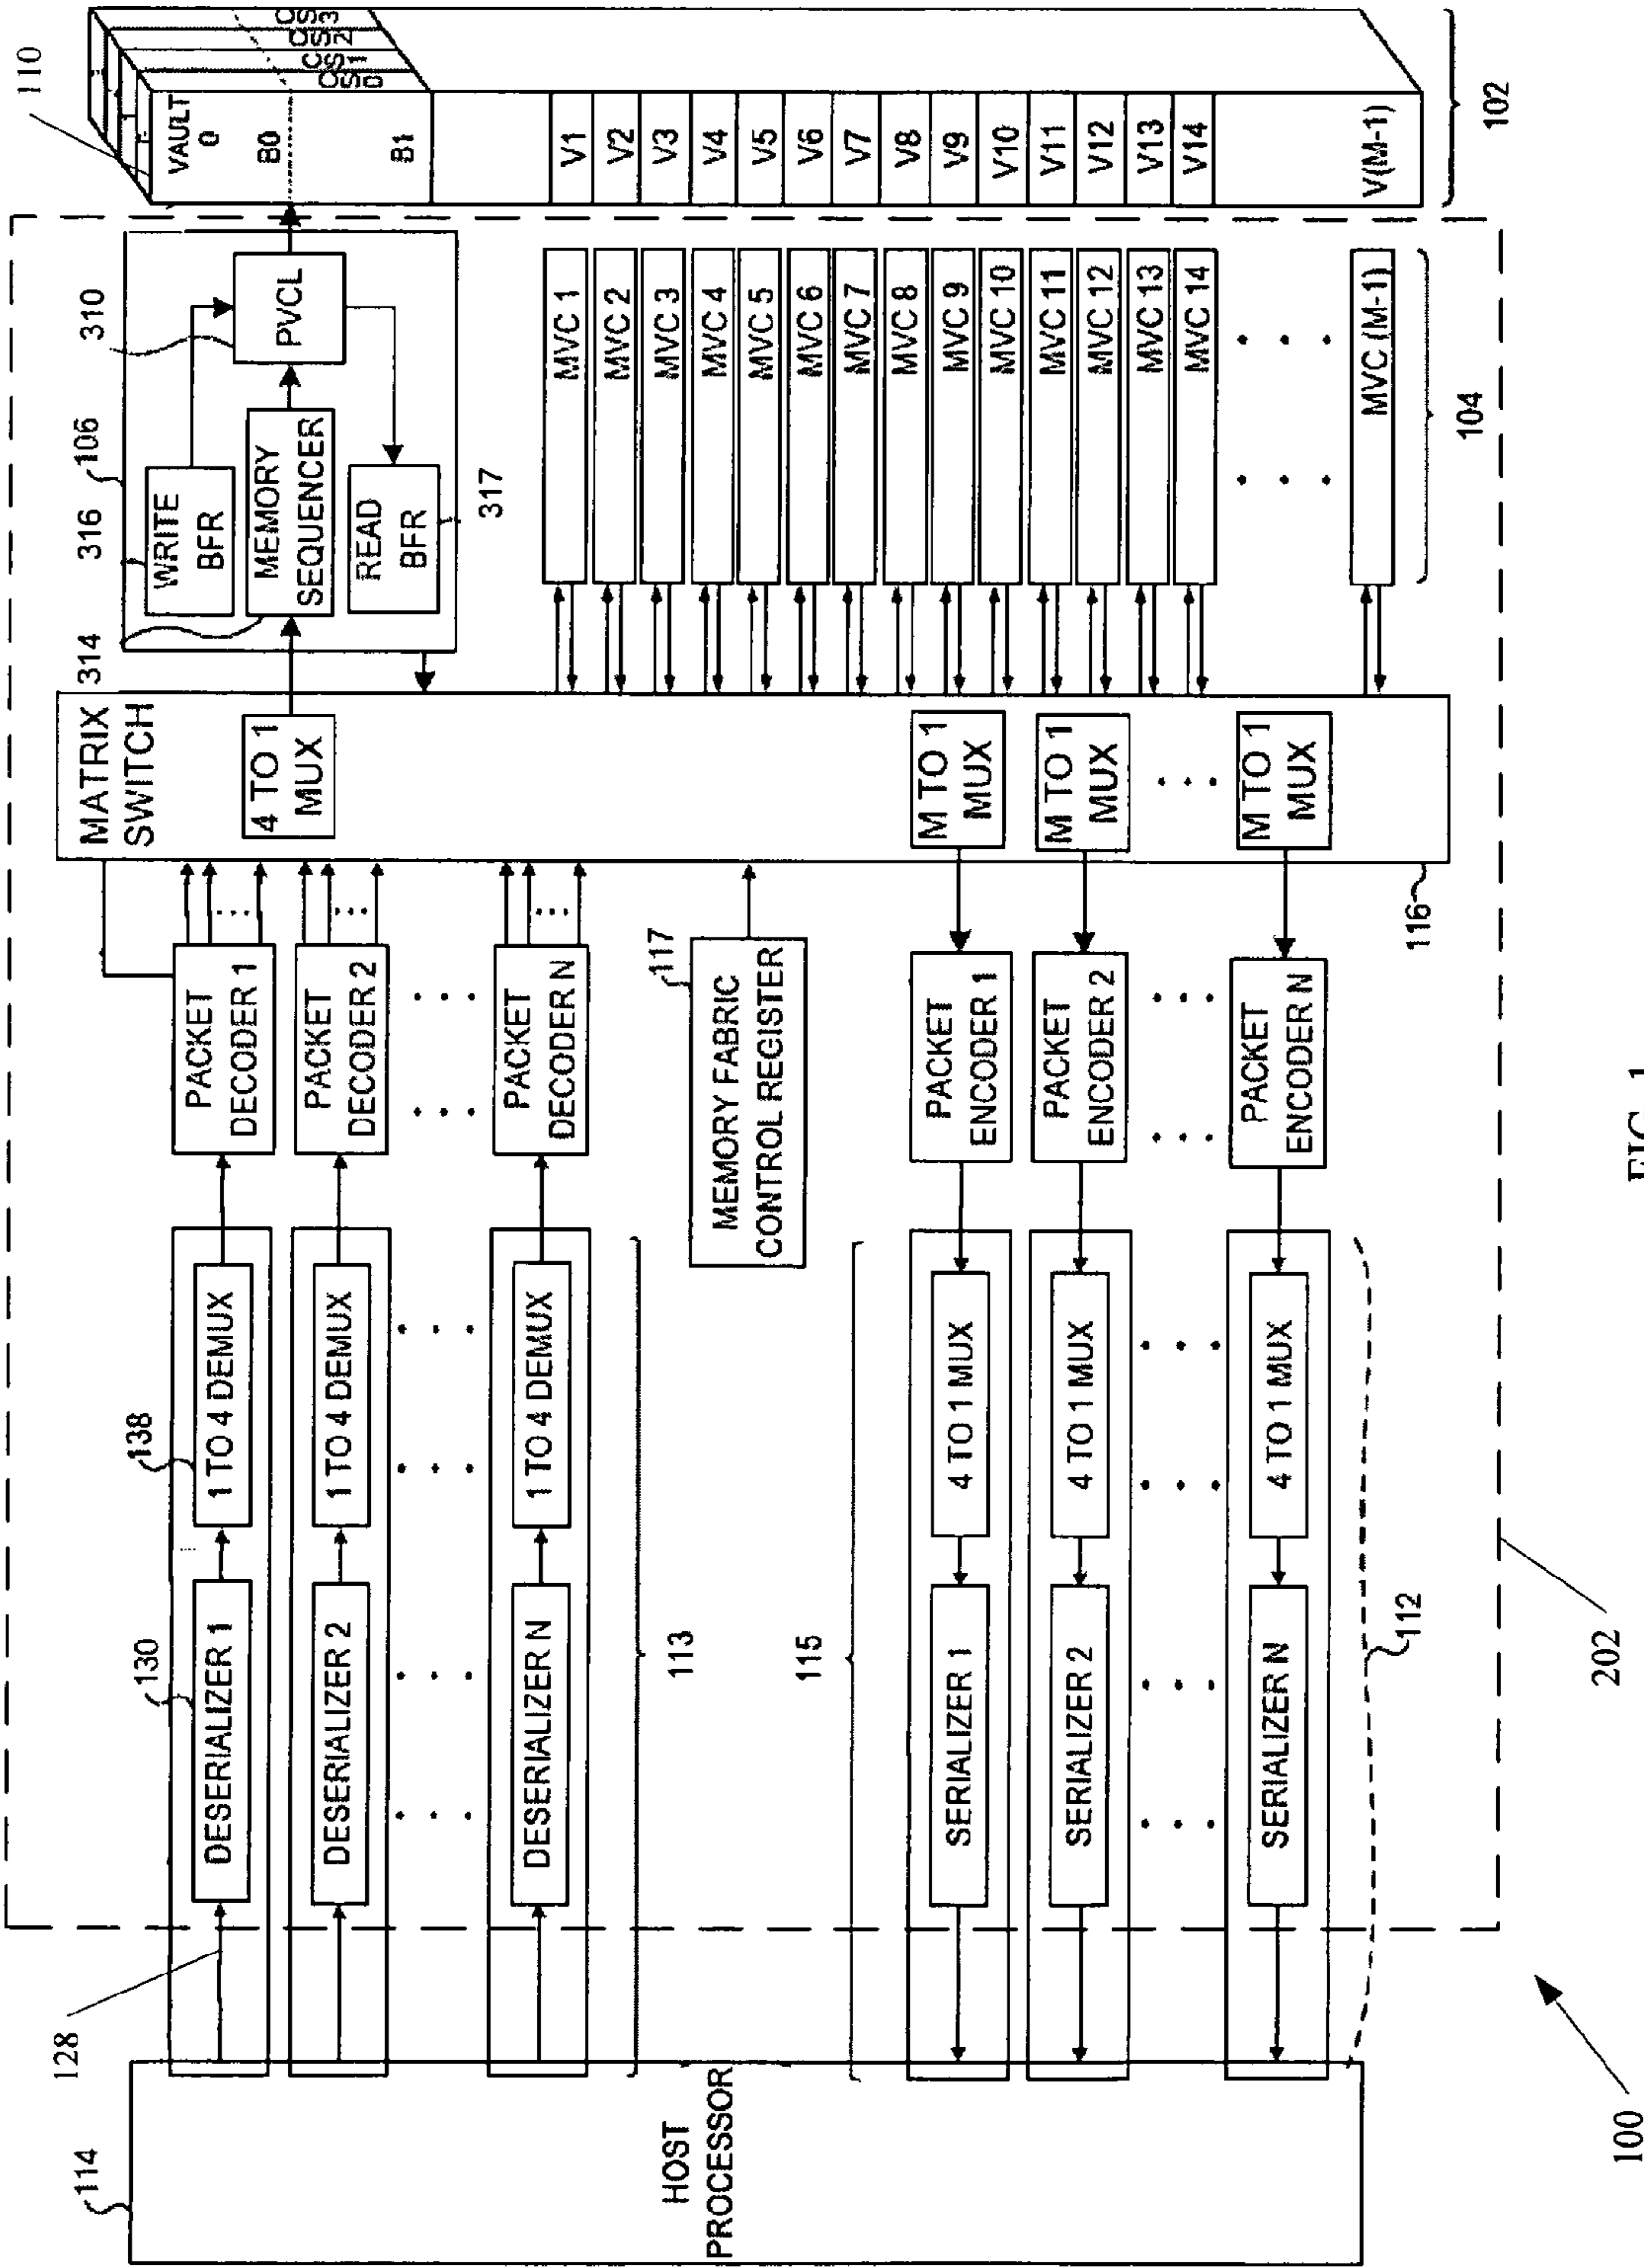 114
HOST
PROCESSOR
128
130
DESERIALIZER 1
138
1 TO 4 DEMUX
PACKET
DECODER 1
DESERIALIZER 2
1 TO 4 DEMUX
PACKET
DECODER 2
DESERIALIZER N
1 TO 4 DEMUX
PACKET
DECODER N
113
117
MEMORY FABRIC
CONTROL REGISTER
115
SERIALIZER 1
4 TO 1 MUX
PACKET
ENCODER 1
SERIALIZER 2
4 TO 1 MUX
PACKET
ENCODER 2
SERIALIZER N
4 TO 1 MUX
PACKET
ENCODER N
112
MATRIX
SWITCH
4 TO 1
MUX
M TO 1
MUX
M TO 1
MUX
M TO 1
MUX
116
314
316
106
310
WRITE
BFR
MEMORY
SEQUENCER
READ
BFR
PVCL
317
MVC 1
MVC 2
MVC 3
MVC 4
MVC 5
MVC 6
MVC 7
MVC 8
MVC 9
MVC 10
MVC 11
MVC 12
MVC 13
MVC 14
MVC (M-1)
104
110
VAULT
0
B0
B1
CS0
CS1
CS2
CS3
V1
V2
V3
V4
V5
V6
V7
V8
V9
V10
V11
V12
V13
V14
V(M-1)
102
202
100
FIG. 1